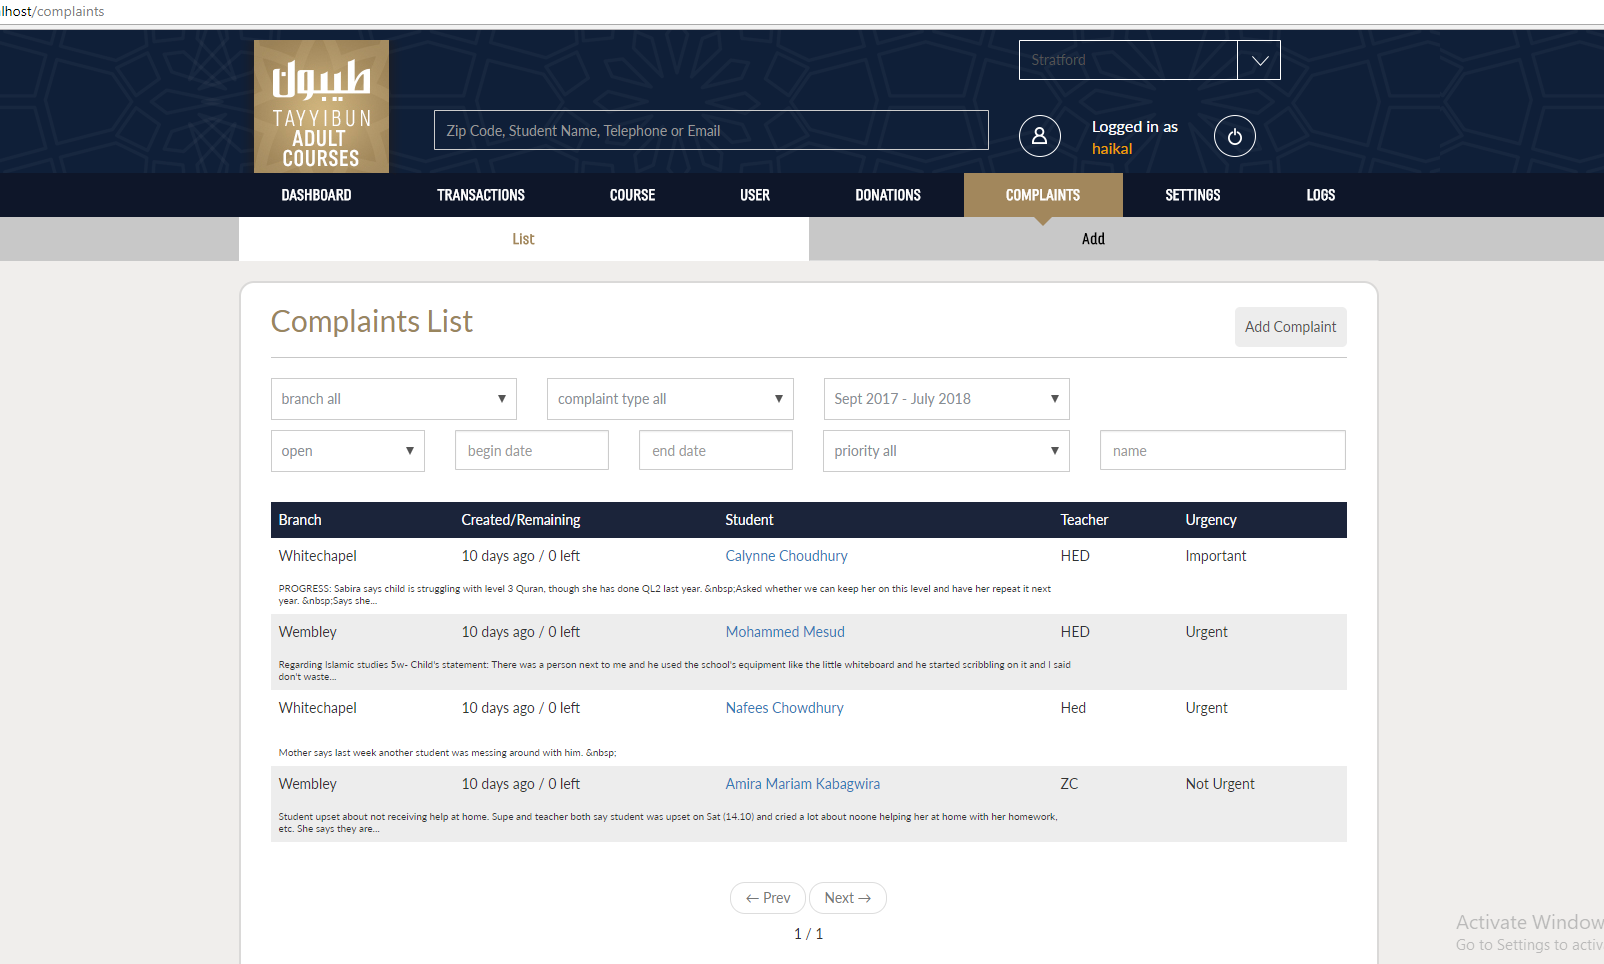 lhost/complaints
طيبون
TAYYIBUN
ADULT
COURSES
Stratford
Zip Code, Student Name, Telephone or Email
Logged in as
haikal
DASHBOARD TRANSACTIONS COURSE USER DONATIONS COMPLAINTS SETTINGS LOGS
List Add
Complaints List
Add Complaint
branch all ▼ complaint type all ▼ Sept 2017 - July 2018 ▼
open ▼ begin date end date priority all ▼ name
Branch Created/Remaining Student Teacher Urgency
Whitechapel 10 days ago / 0 left Calynne Choudhury HED Important
PROGRESS: Sabira says child is struggling with level 3 Quran, though she has done QL2 last year. &nbsp;Asked whether we can keep her on this level and have her repeat it next
year. &nbsp;Says she...
Wembley 10 days ago / 0 left Mohammed Mesud HED Urgent
Regarding Islamic studies 5w- Child's statement: There was a person next to me and he used the school's equipment like the little whiteboard and he started scribbling on it and I said
don't waste...
Whitechapel 10 days ago / 0 left Nafees Chowdhury Hed Urgent
Mother says last week another student was messing around with him. &nbsp;
Wembley 10 days ago / 0 left Amira Mariam Kabagwira ZC Not Urgent
Student upset about not receiving help at home. Supe and teacher both say student was upset on Sat (14.10) and cried a lot about noone helping her at home with her homework,
etc. She says they are...
← Prev Next →
1 / 1
Activate Window
Go to Settings to activ